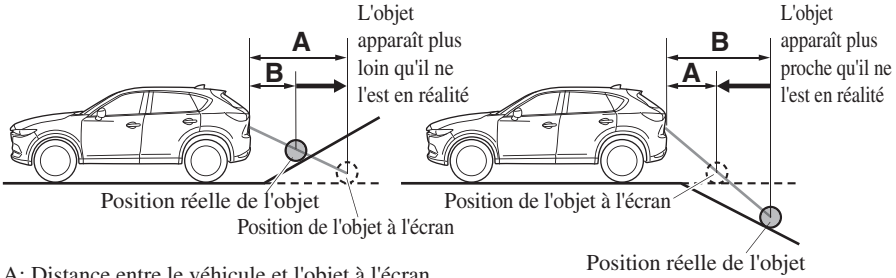 L'objet
apparaît plus
loin qu'il ne
l'est en réalité
A
B
Position réelle de l'objet
Position de l'objet à l'écran
L'objet
apparaît plus
proche qu'il ne
l'est en réalité
B
A
Position de l'objet à l'écran
Position réelle de l'objet
A: Distance entre le véhicule et l'objet à l'écran